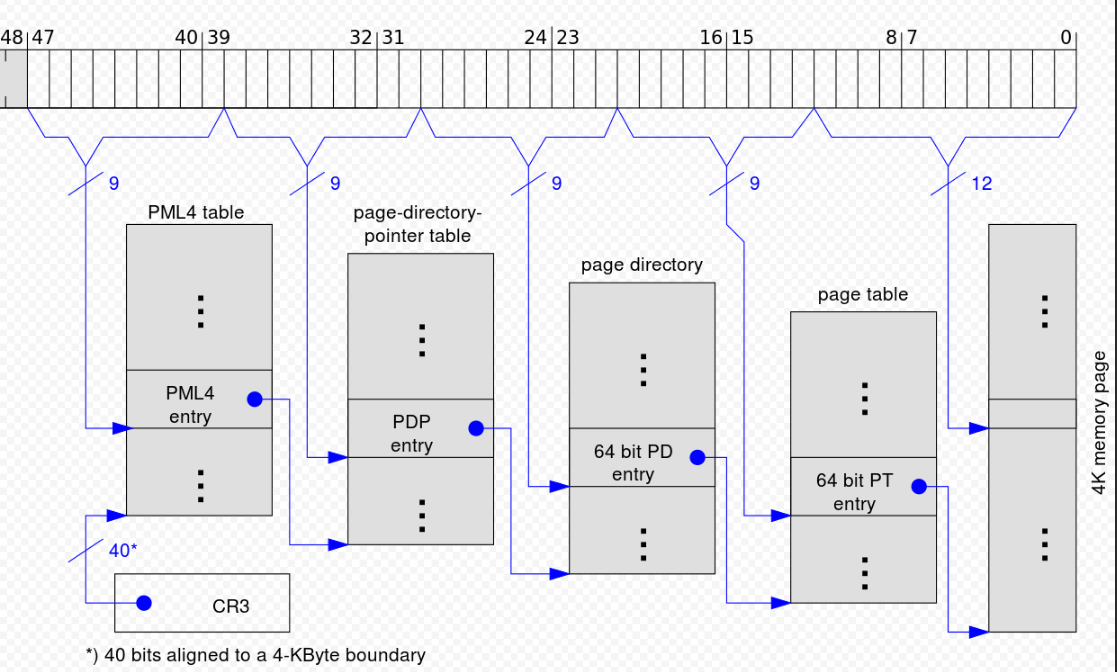 48|47 40|39 32|31 24|23 16|15 8|7 0|
9 9 9 9 12
PML4 table
page-directory-
pointer table
page directory
page table
PML4
entry
PDP
entry
64 bit PD
entry
64 bit PT
entry
4K memory page
40*
CR3
*) 40 bits aligned to a 4-KByte boundary